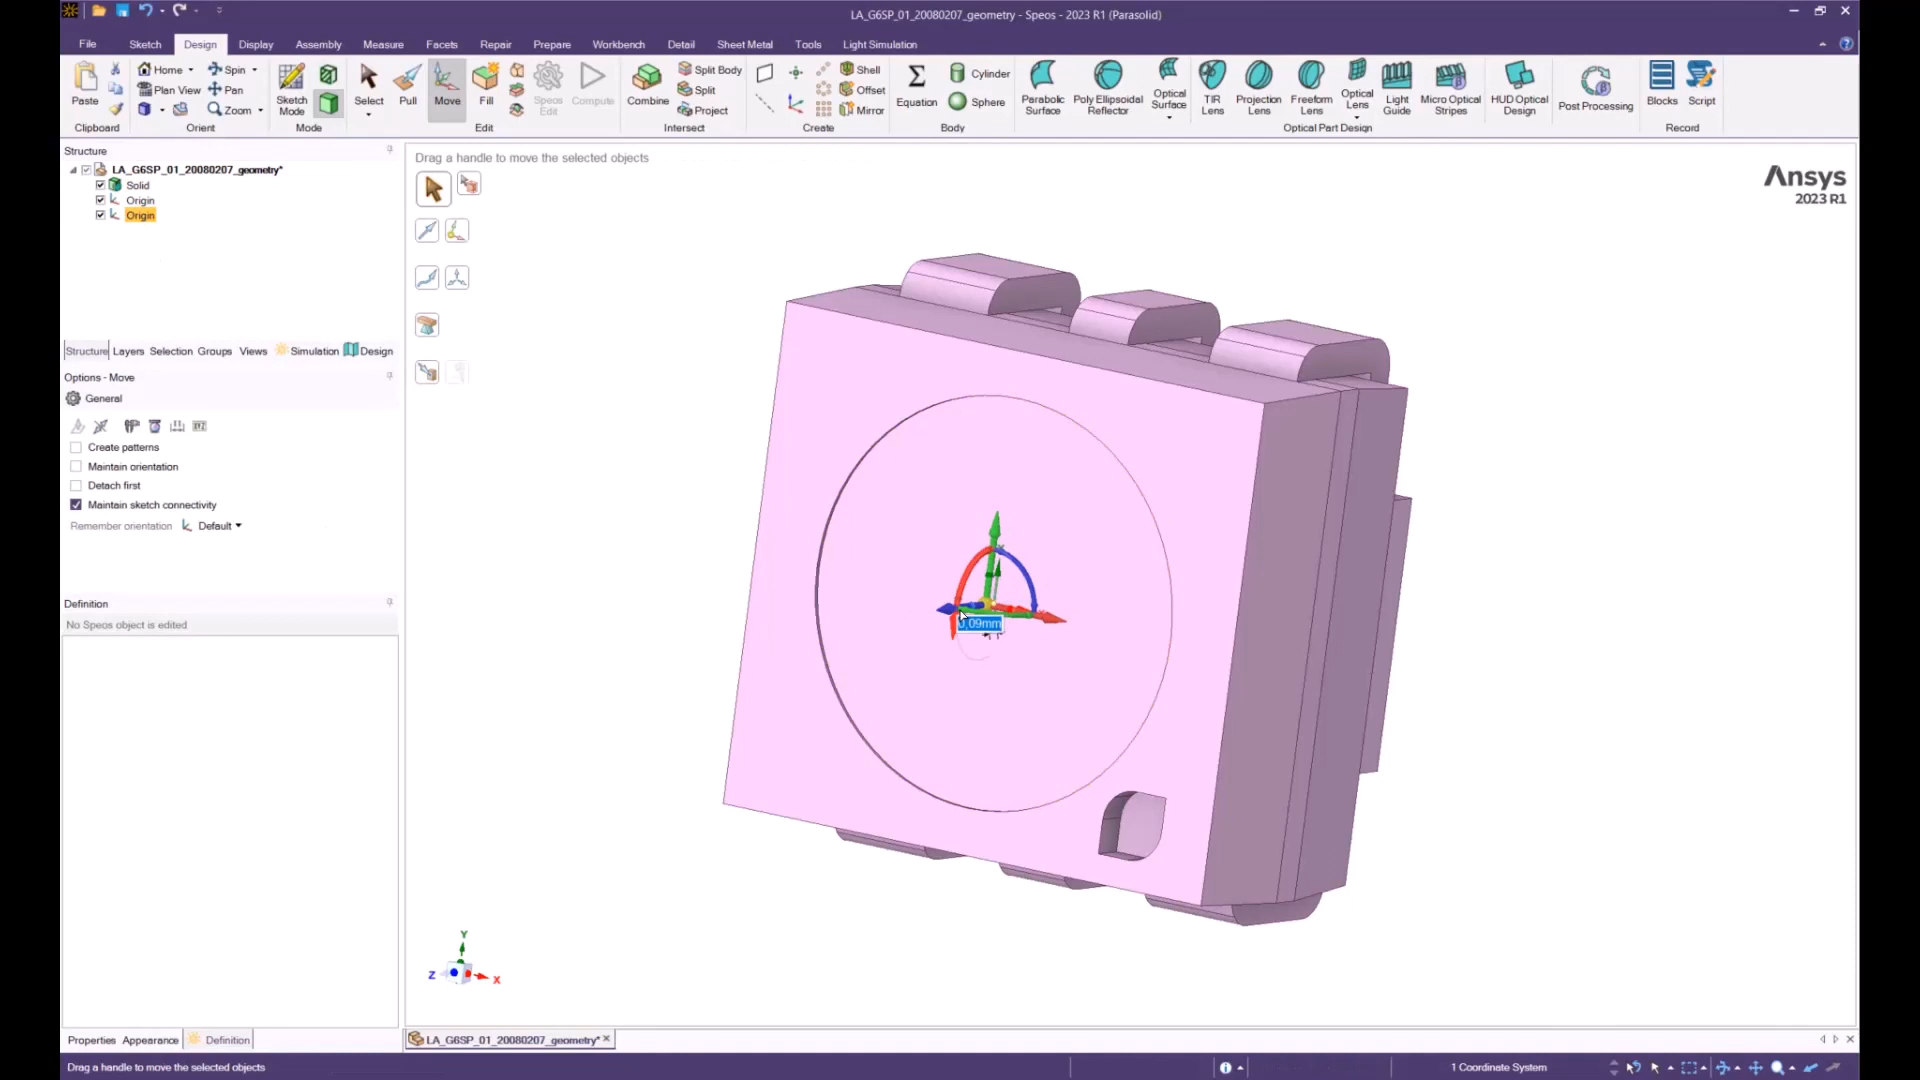 LA_G6SP_01_20080207_geometry - Speos - 2023 R1 (Parasolid)
File Sketch Design Display Assembly Measure Facets Repair Prepare Workbench Detail Sheet Metal Tools Light Simulation
Paste
Home Spin
Plan View Pan
Zoom
Sketch Mode
Select Pull Move Fill
Speos Edit
Compute
Combine
Split Body
Split
Project
Shell
Offset
Mirror
Equation
Cylinder
Sphere
Parabolic Surface
Poly Ellipsoidal Reflector
Optical Surface
TIR Lens
Projection Lens
Freeform Lens
Optical Lens
Light Guide
Micro Optical Stripes
HUD Optical Design
Post Processing
Blocks Script
Clipboard Orient Mode Edit Intersect Create Body Optical Part Design Record
Structure
LA_G6SP_01_20080207_geometry*
Solid
Origin
Origin
Structure Layers Selection Groups Views Simulation Design
Options - Move
General
XYZ
Create patterns
Maintain orientation
Detach first
Maintain sketch connectivity
Remember orientation Default
Definition
No Speos object is edited
Properties Appearance Definition
Drag a handle to move the selected objects
Ansys
2023 R1
0,09mm
Y
Z
X
LA_G6SP_01_20080207_geometry*
Drag a handle to move the selected objects
1 Coordinate System